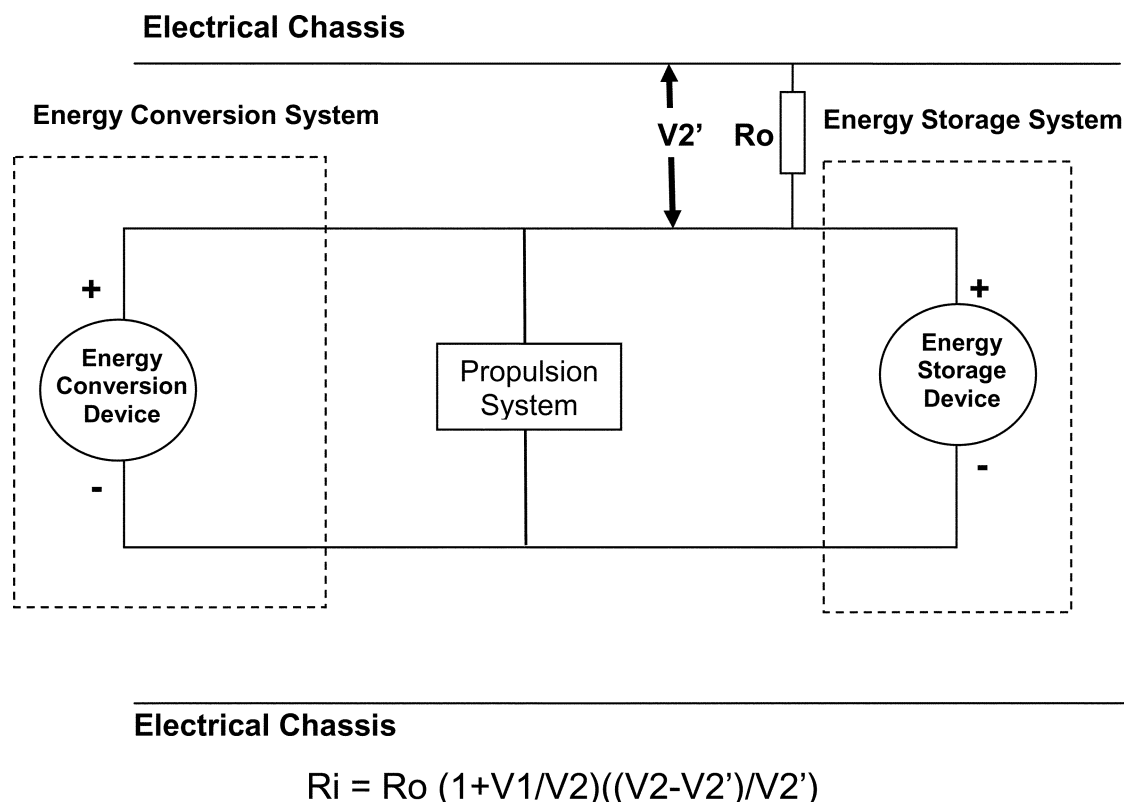 Electrical Chassis
Energy Conversion System
V2’
Ro
Energy Storage System
+
+
Energy
Conversion
Device
Propulsion
System
Energy
Storage
Device
-
-
Electrical Chassis
Ri = Ro (1+V1/V2)((V2-V2’)/V2’)